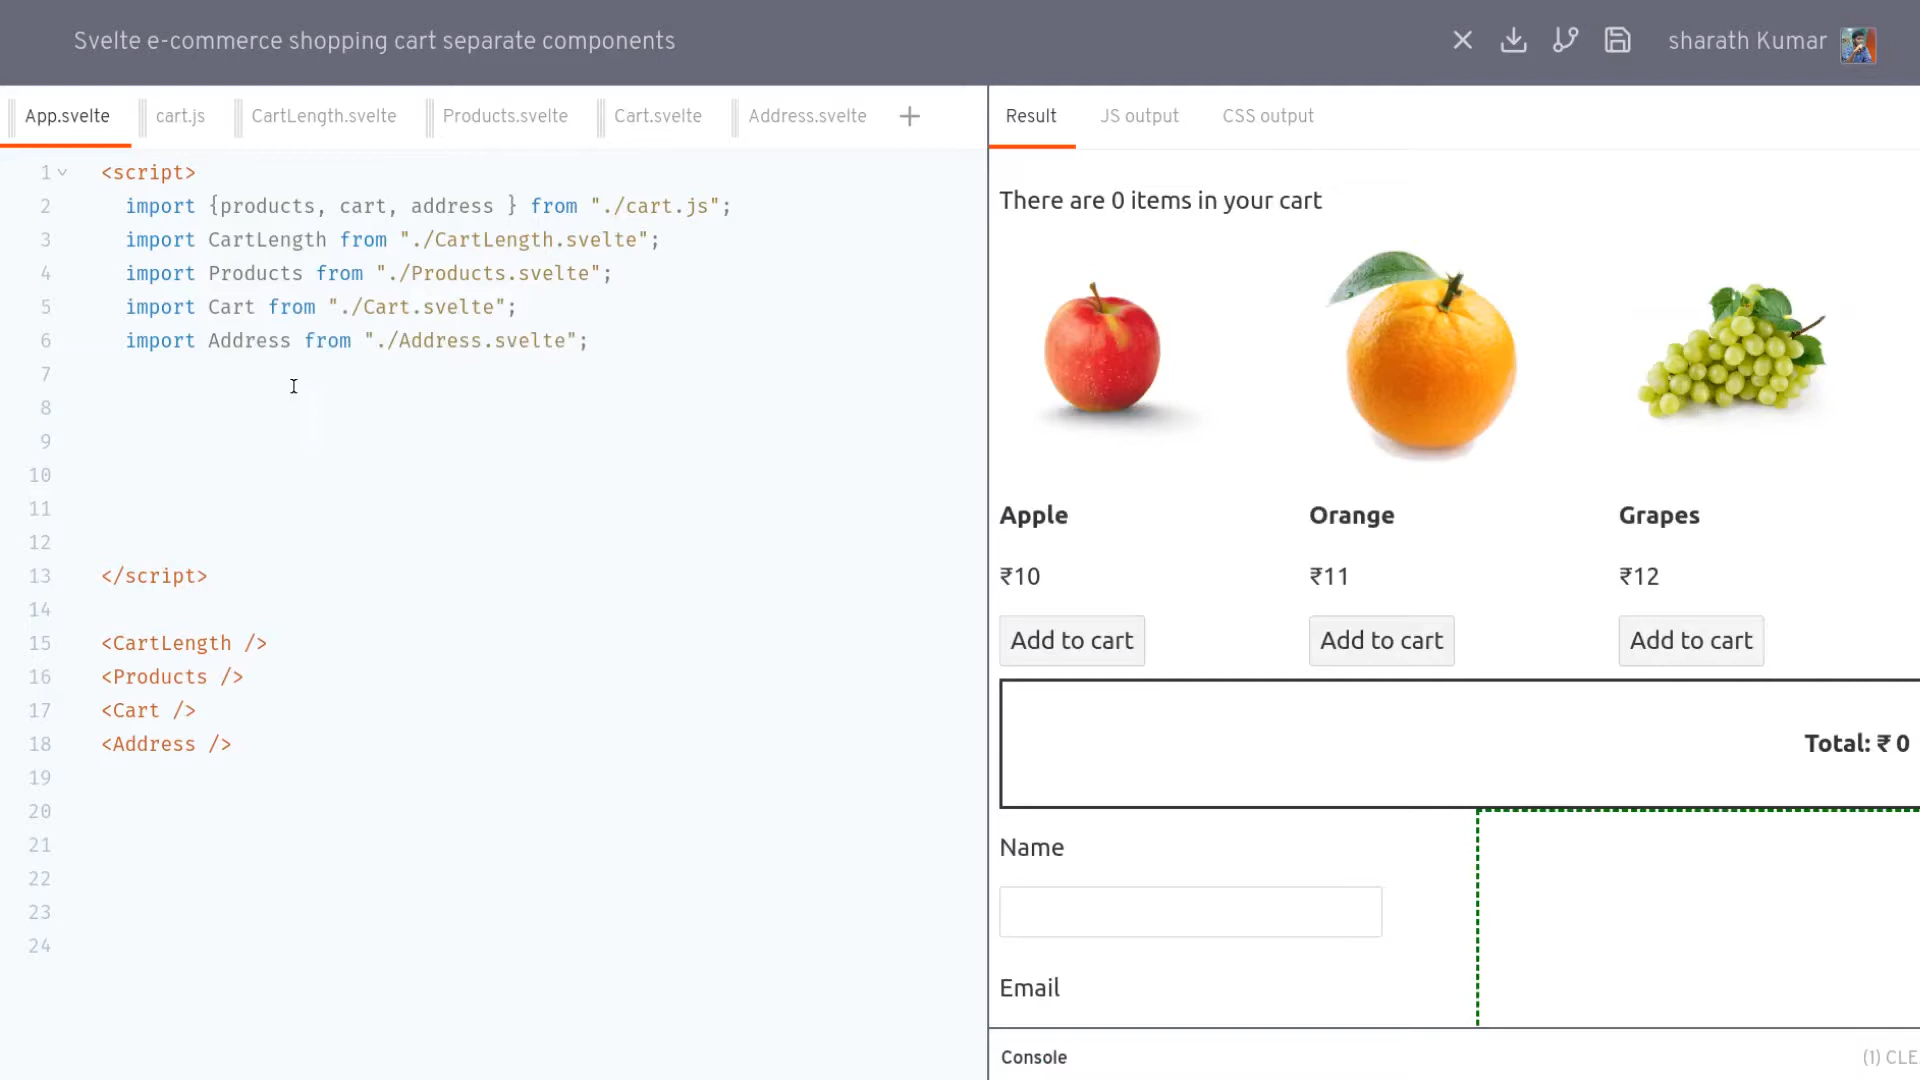 Svelte e-commerce shopping cart separate components
sharath Kumar
App.svelte
cart.js
CartLength.svelte
Products.svelte
Cart.svelte
Address.svelte
Result
JS output
CSS output
1 <script>
2 import {products, cart, address } from "./cart.js";
3 import CartLength from "./CartLength.svelte";
4 import Products from "./Products.svelte";
5 import Cart from "./Cart.svelte";
6 import Address from "./Address.svelte";
7
8
9
10
11
12
13 </script>
14
15 <CartLength />
16 <Products />
17 <Cart />
18 <Address />
19
20
21
22
23
24
There are 0 items in your cart
Apple
Orange
Grapes
₹10
₹11
₹12
Add to cart
Add to cart
Add to cart
Total: ₹ 0
Name
Email
Console
(1) CLE